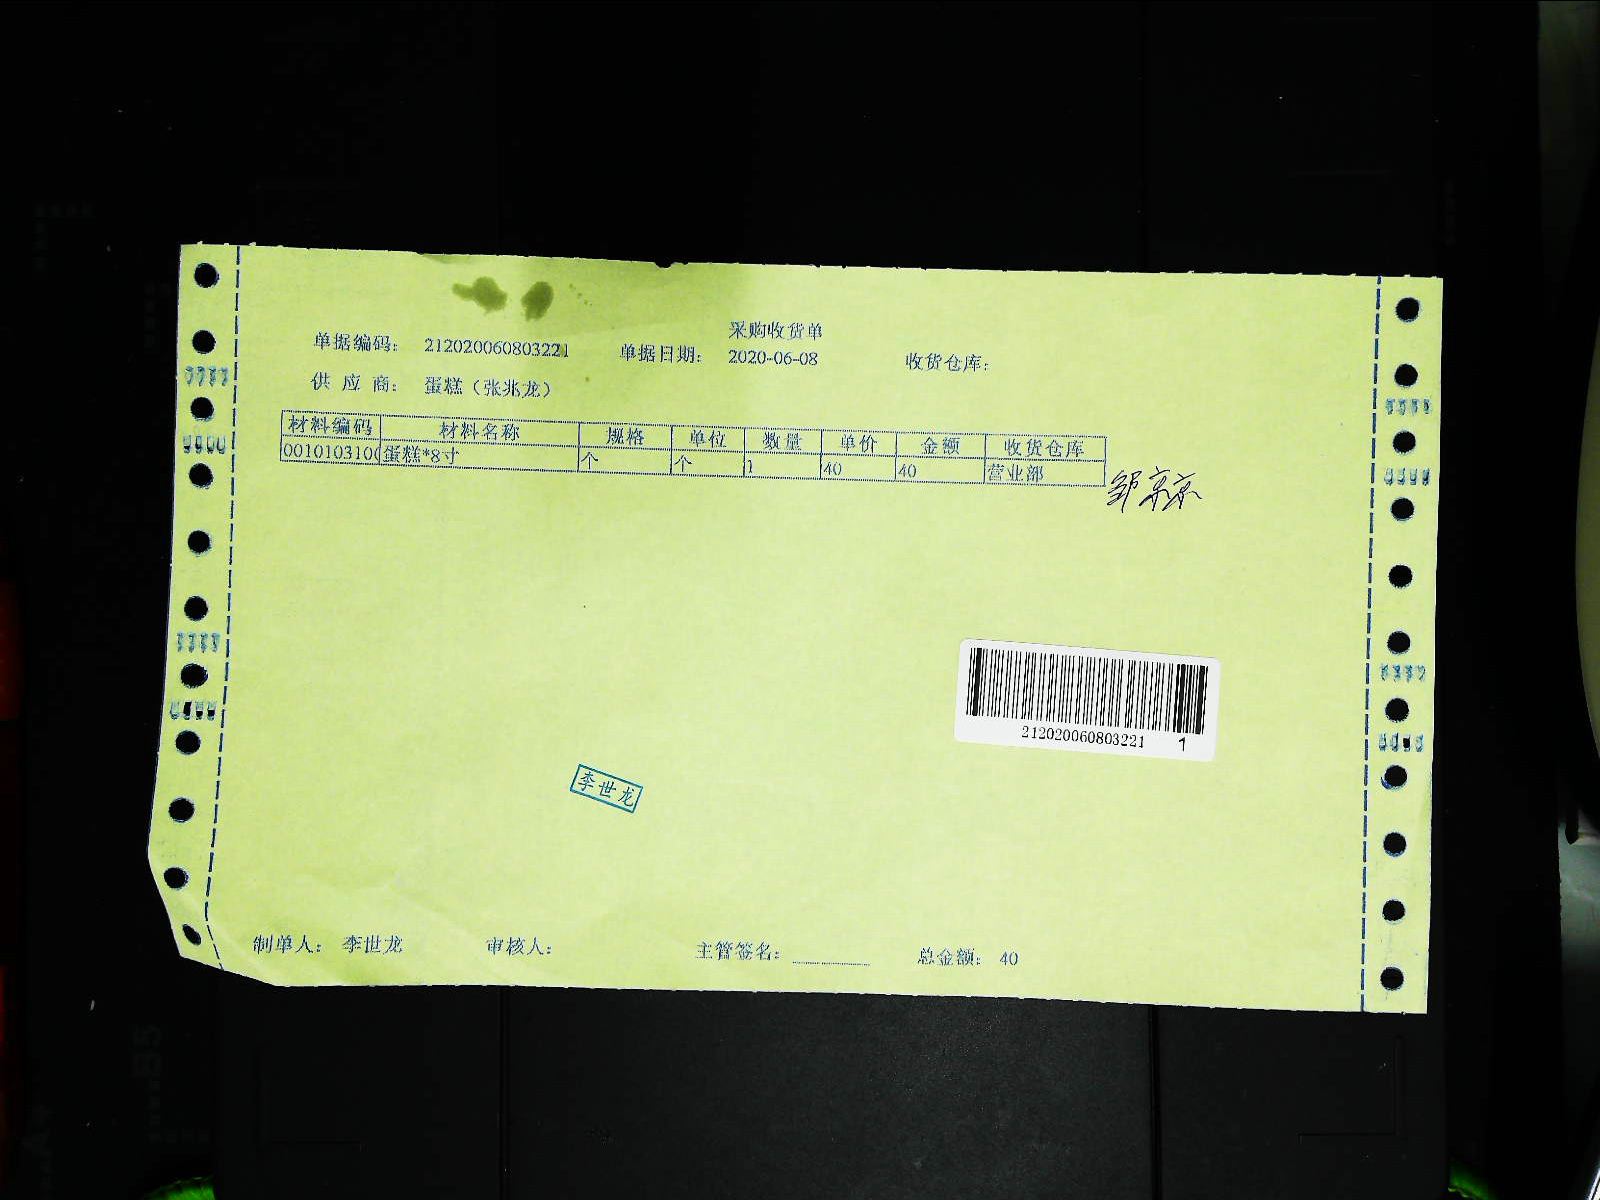 采购收货单
单据编码： 212020060803221 单据日期： 2020-06-08 收货仓库：
供 应 商： 蛋糕（张兆龙）
材料编码 材料名称 规格 单位 数量 单价 金额 收货仓库
0010103100 蛋糕*8寸 个 个 1 40 40 营业部
邹京京
212020060803221 1
李世龙
制单人： 李世龙 审核人： 主管签名： 总金额： 40